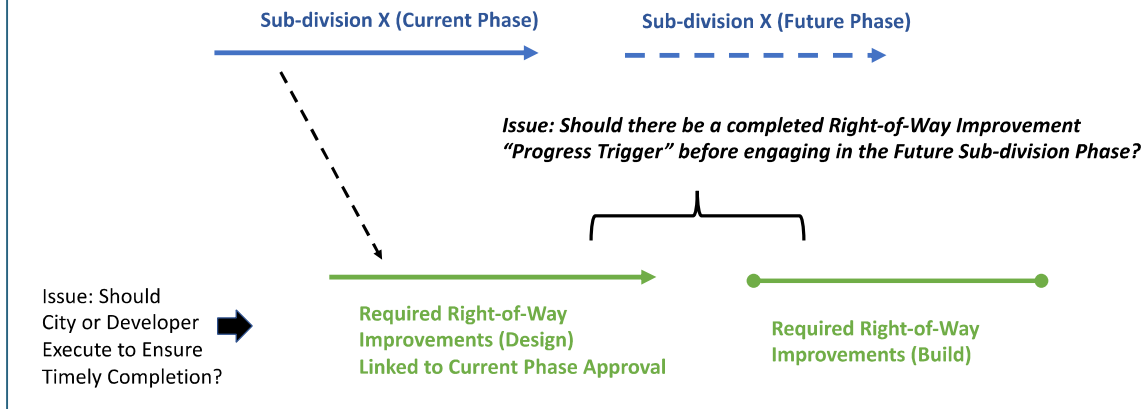 Sub-division X (Current Phase)
Sub-division X (Future Phase)
Issue: Should there be a completed Right-of-Way Improvement
“Progress Trigger” before engaging in the Future Sub-division Phase?
Issue: Should
City or Developer
Execute to Ensure
Timely Completion?
Required Right-of-Way
Improvements (Design)
Linked to Current Phase Approval
Required Right-of-Way
Improvements (Build)